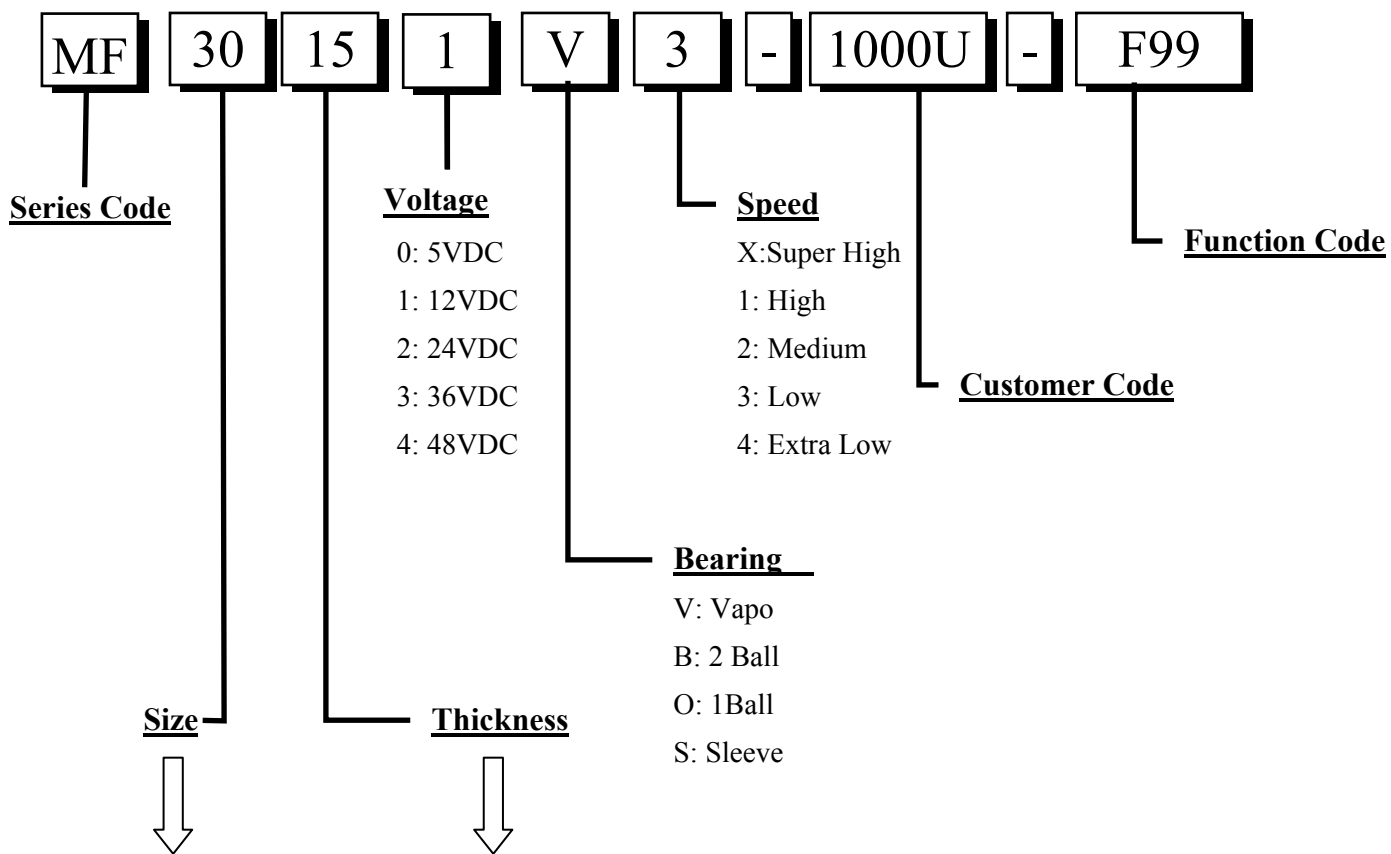 MF 30 15 1 V 3 - 1000U - F99
Series Code
Voltage
0: 5VDC
1: 12VDC
2: 24VDC
3: 36VDC
4: 48VDC
Speed
X:Super High
1: High
2: Medium
3: Low
4: Extra Low
Function Code
Customer Code
Bearing
V: Vapo
B: 2 Ball
O: 1Ball
S: Sleeve
Size
Thickness